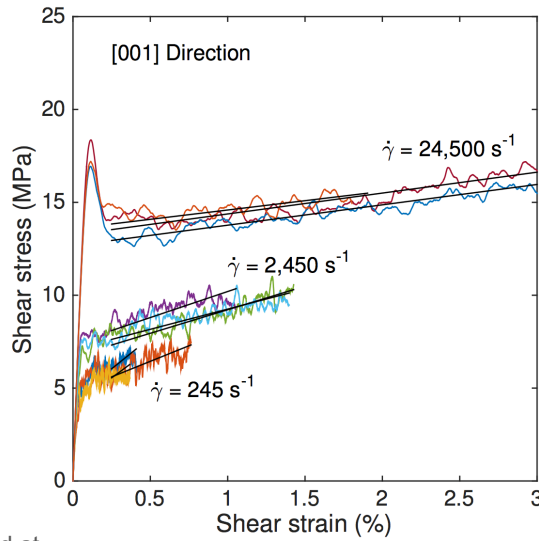 25
20
15
10
5
0
Shear stress (MPa)
[001] Direction
γ̇ = 24,500 s⁻¹
γ̇ = 2,450 s⁻¹
γ̇ = 245 s⁻¹
0 0.5 1 1.5 2 2.5 3
Shear strain (%)